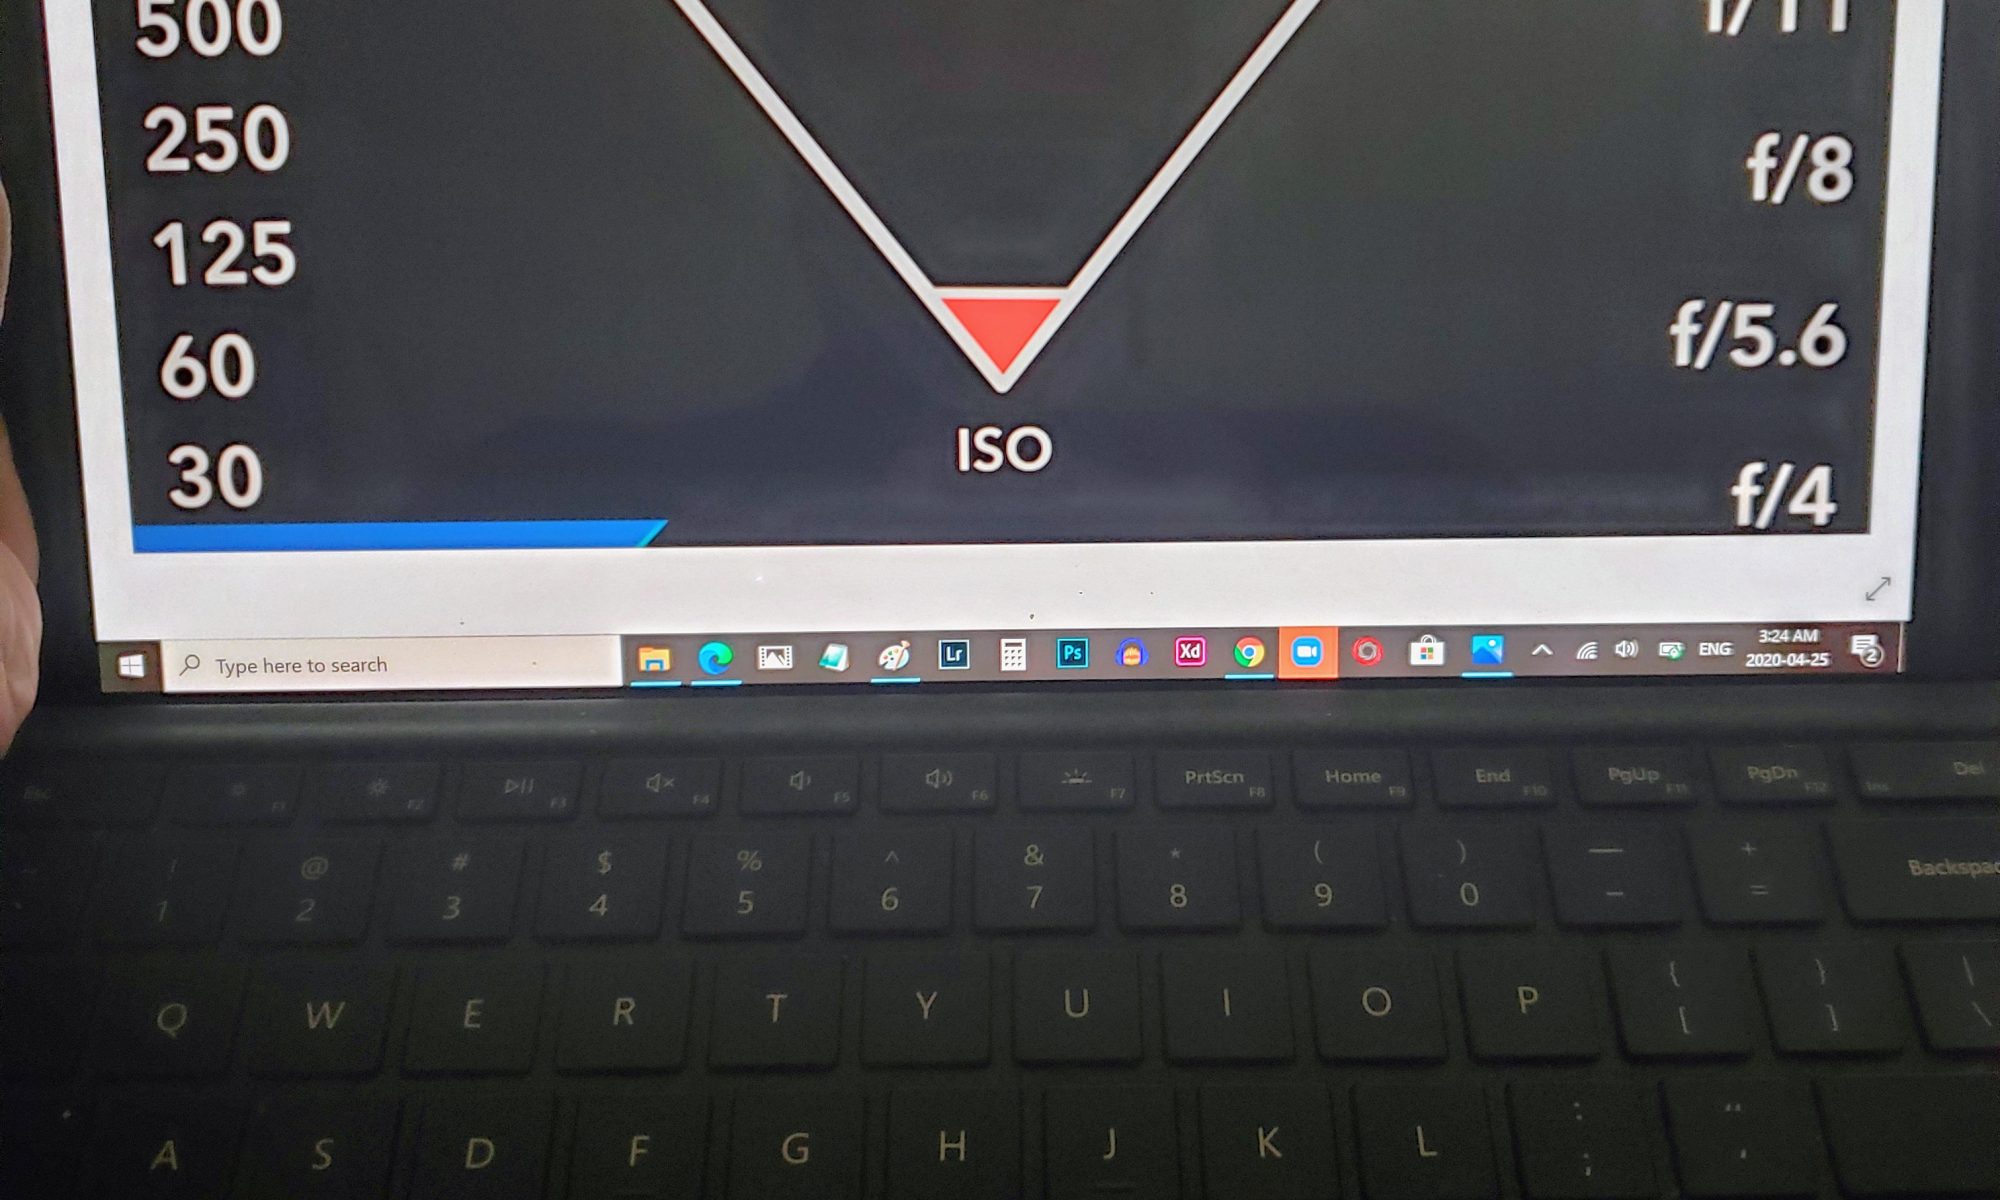 500
250
125
60
30
f/11
f/8
f/5.6
f/4
ISO
Type here to search
Lr
Ps
Xd
ENG
3:24 AM
2020-04-25
2
Esc
F1
F2
F3
F4
F5
F6
F7
PrtScn F8
Home F9
End F10
PgUp F11
PgDn F12
Ins Del
! @ # $ % ^ & * ( ) — +
1 2 3 4 5 6 7 8 9 0 - =
Backspac
Q W E R T Y U I O P { } |
[ ] \
A S D F G H J K L : "
; '